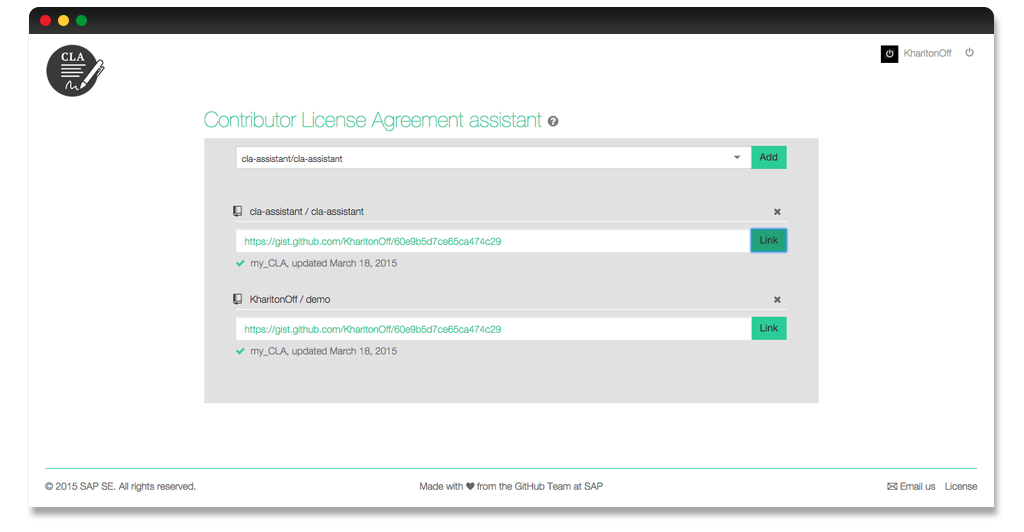 CLA
KharitonOff
Contributor License Agreement assistant ?
cla-assistant/cla-assistant
Add
cla-assistant / cla-assistant
https://gist.github.com/KharitonOff/60e9b5d7ce65ca474c29
Link
my_CLA, updated March 18, 2015
KharitonOff / demo
https://gist.github.com/KharitonOff/60e9b5d7ce65ca474c29
Link
my_CLA, updated March 18, 2015
© 2015 SAP SE. All rights reserved.
Made with ♥ from the GitHub Team at SAP
Email us License